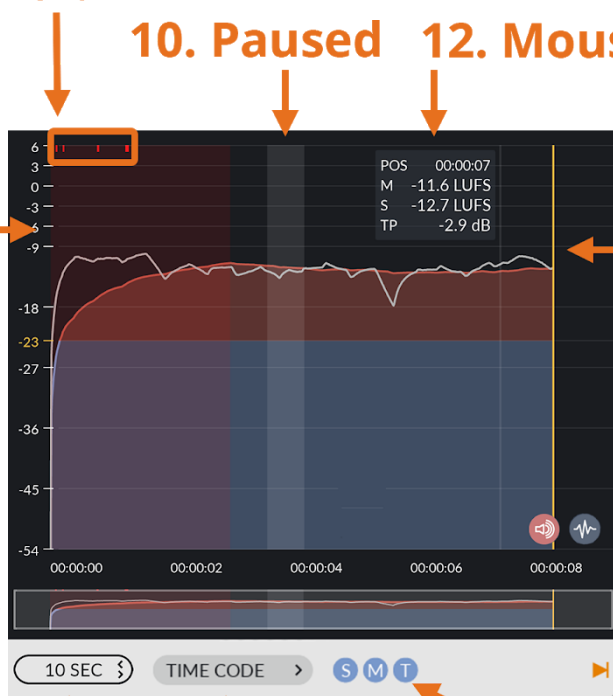 10. Paused
12. Mous
6
3
0
-3
-6
-9
-18
-23
-27
-36
-45
-54
POS 00:00:07
M -11.6 LUFS
S -12.7 LUFS
TP -2.9 dB
00:00:00 00:00:02 00:00:04 00:00:06 00:00:08
10 SEC
TIME CODE
S M T